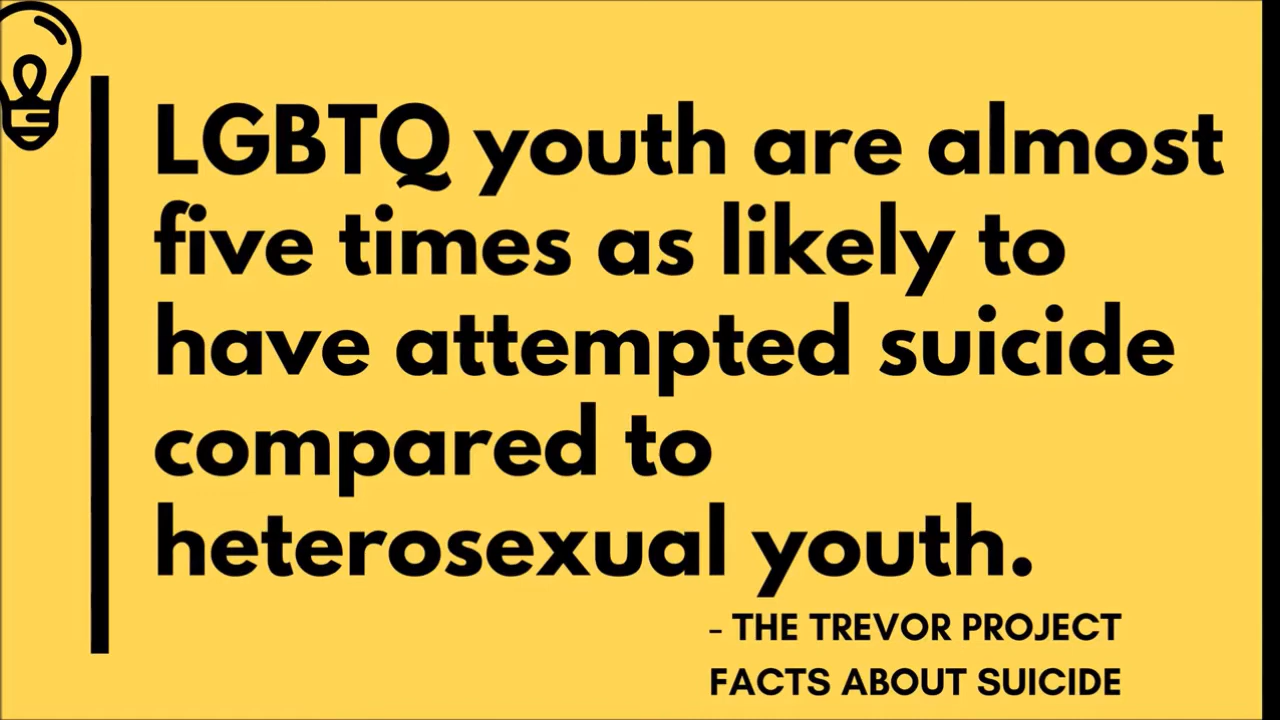 LGBTQ youth are almost
five times as likely to
have attempted suicide
compared to
heterosexual youth.
- THE TREVOR PROJECT
FACTS ABOUT SUICIDE